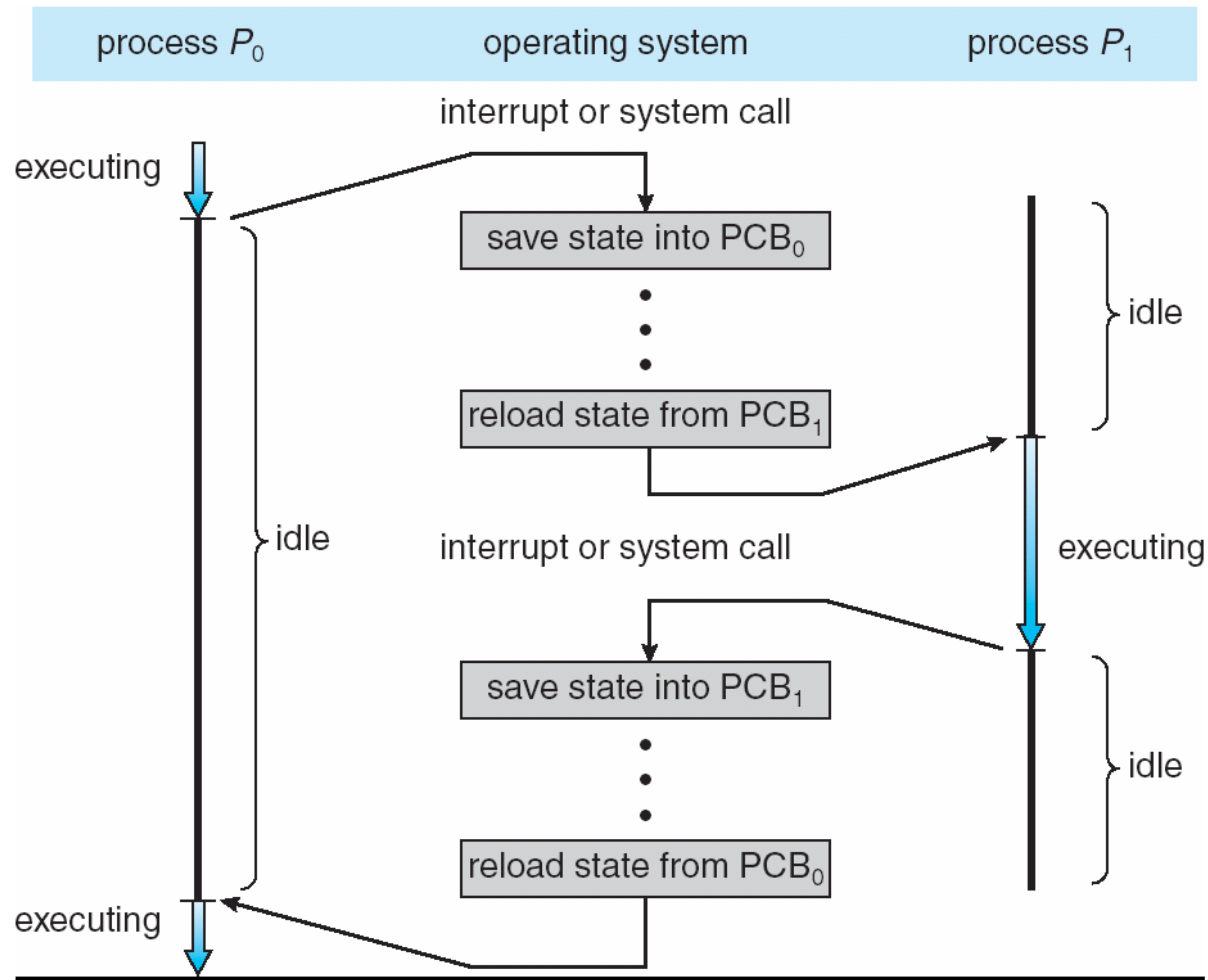 process P₀ operating system process P₁
interrupt or system call
executing
save state into PCB₀
idle
reload state from PCB₁
idle
interrupt or system call
executing
save state into PCB₁
idle
reload state from PCB₀
executing